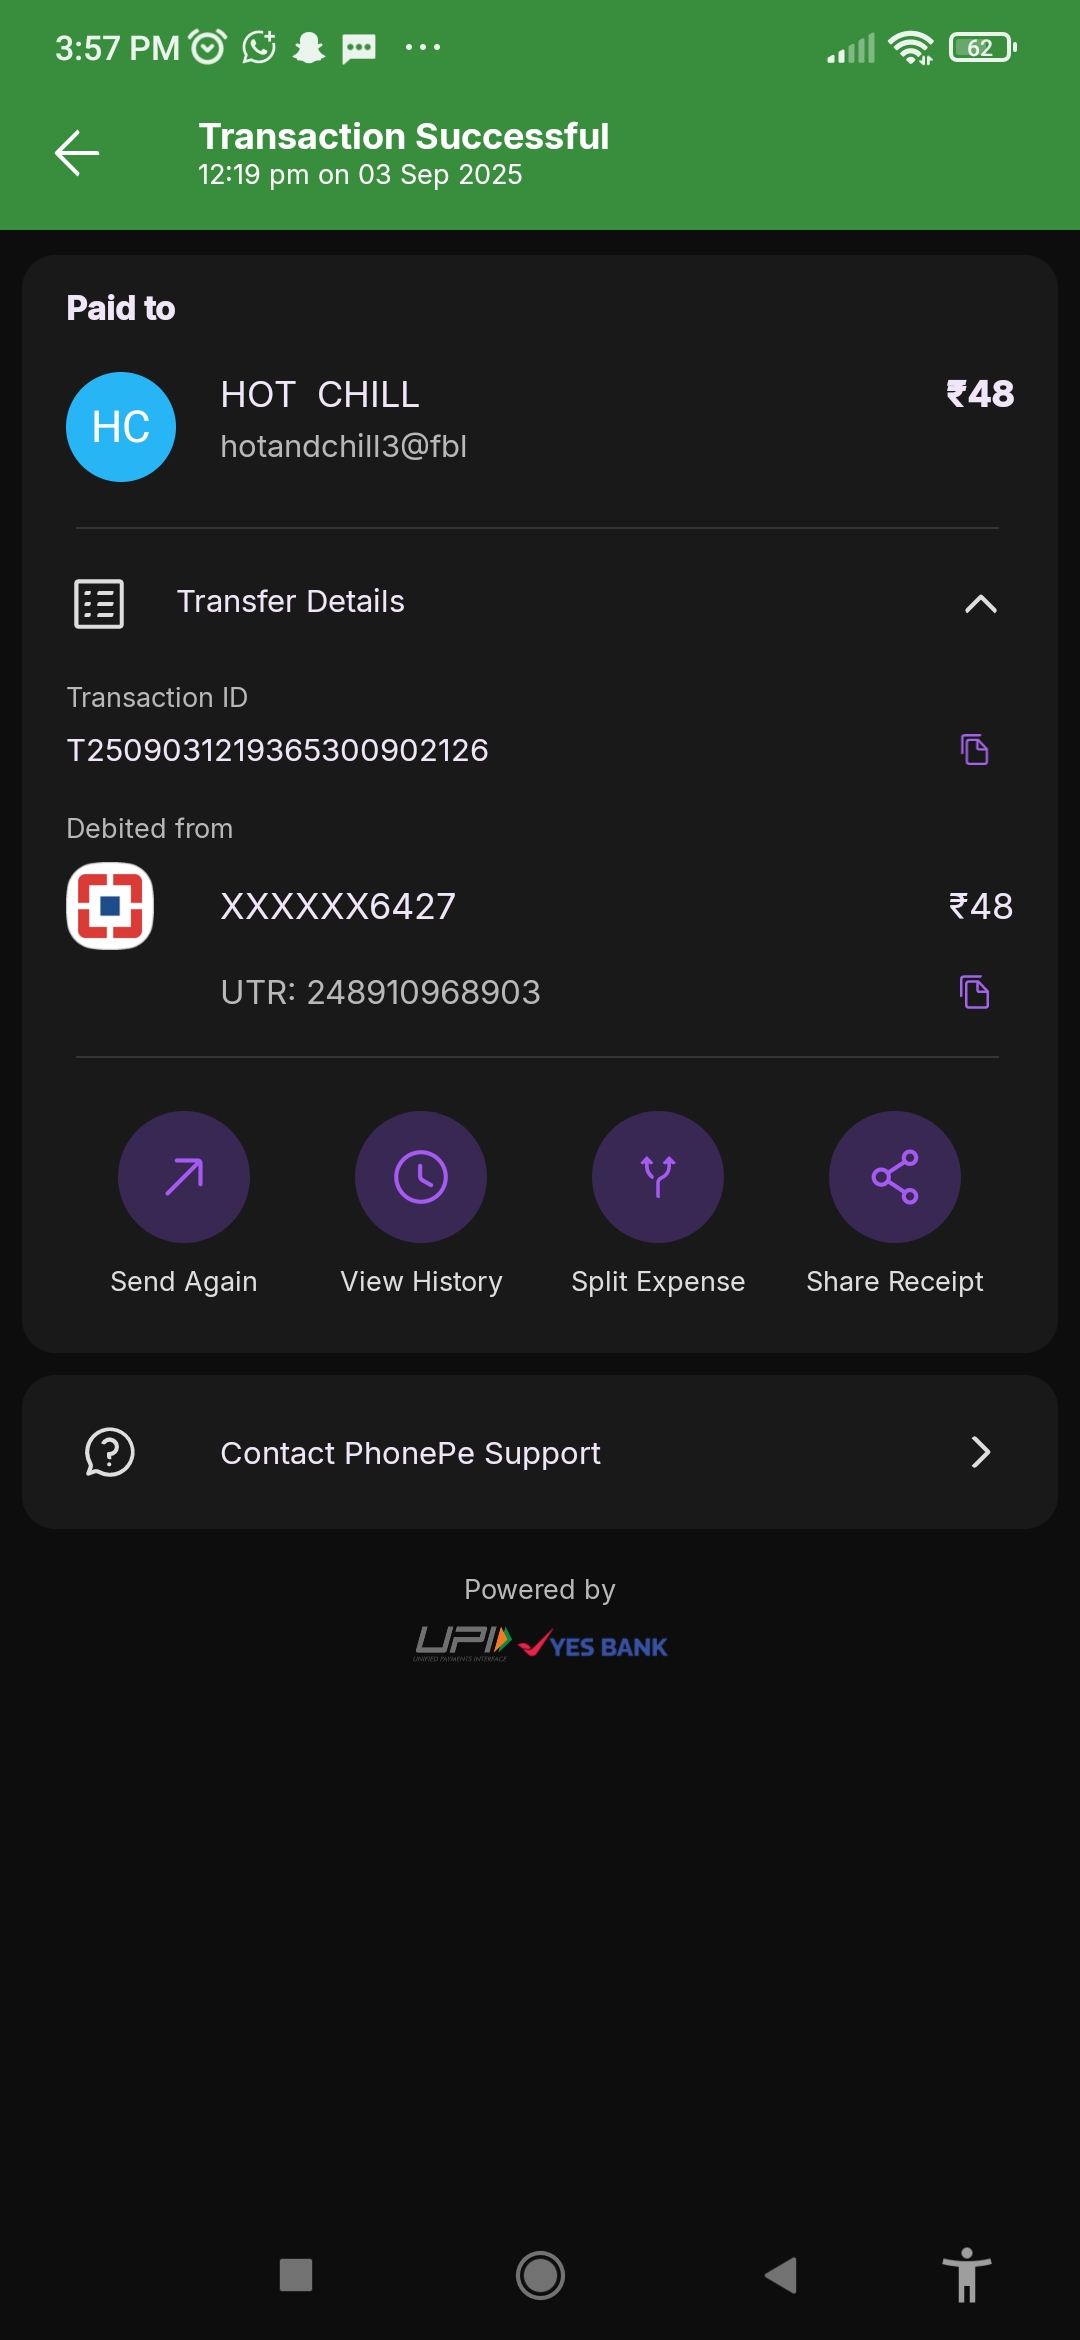 3:57 PM
62
Transaction Successful
12:19 pm on 03 Sep 2025
Paid to
HC
HOT CHILL
₹48
hotandchill3@fbl
Transfer Details
Transaction ID
T2509031219365300902126
Debited from
XXXXXX6427
₹48
UTR: 248910968903
Send Again
View History
Split Expense
Share Receipt
Contact PhonePe Support
Powered by
UPI
UNIFIED PAYMENTS INTERFACE
YES BANK